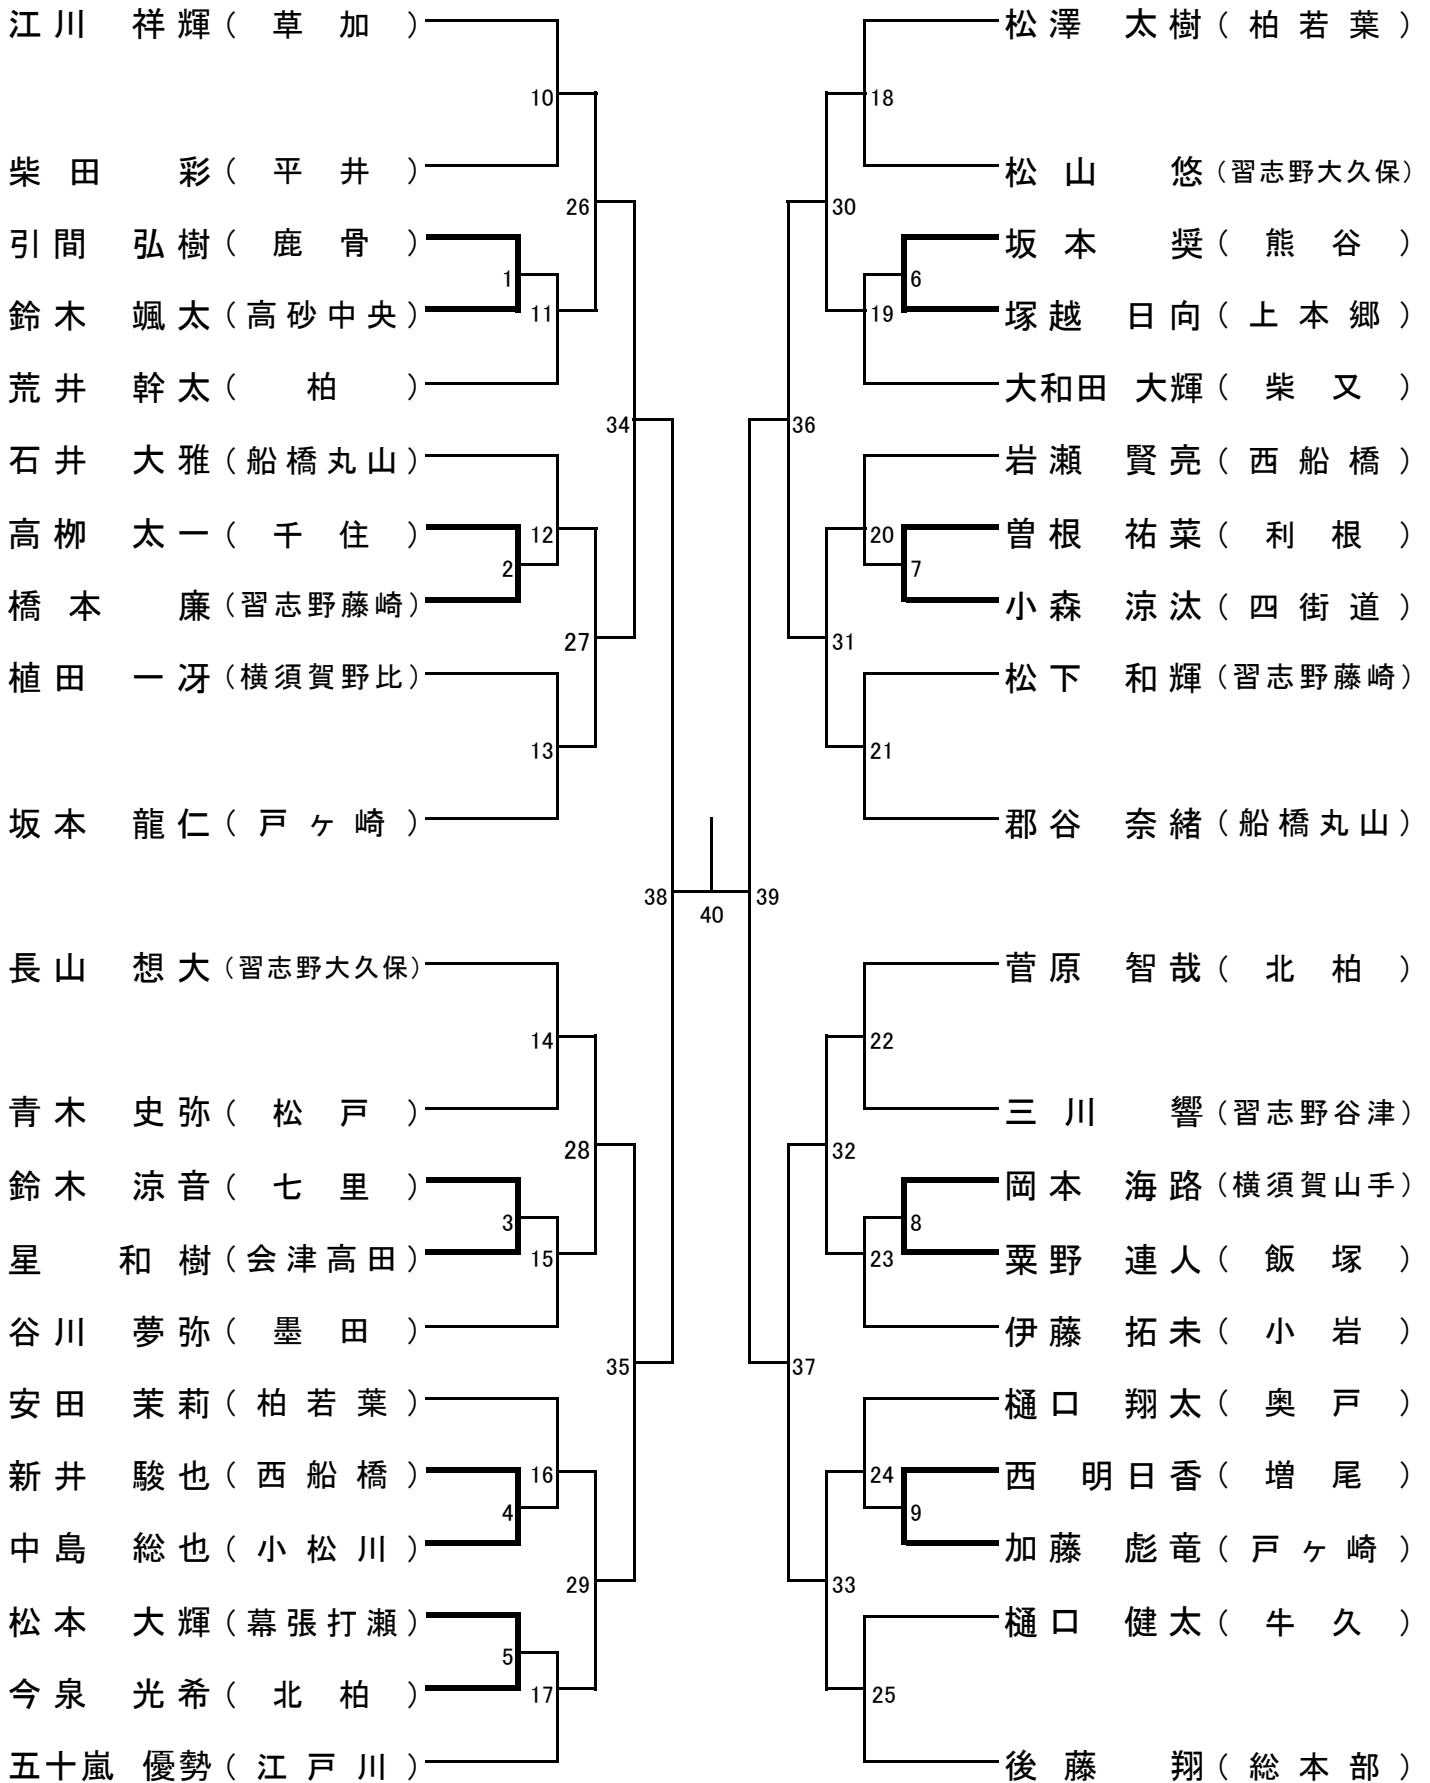 江川 祥輝（草加）
10
柴田 彩（平井）
26
引間 弘樹（鹿骨）
1
鈴木 颯太（高砂中央）
11
荒井 幹太（柏）
34
石井 大雅（船橋丸山）
高栁 太一（千住）
12
2
橋本 廉（習志野藤崎）
27
植田 一冴（横須賀野比）
13
坂本 龍仁（戸ヶ崎）
38
40
長山 想大（習志野大久保）
14
青木 史弥（松戸）
28
鈴木 涼音（七里）
3
星 和樹（会津高田）
15
谷川 夢弥（墨田）
35
安田 茉莉（柏若葉）
新井 駿也（西船橋）
16
4
中島 総也（小松川）
29
松本 大輝（幕張打瀬）
5
今泉 光希（北柏）
17
五十嵐 優勢（江戸川）
松澤 太樹（柏若葉）
18
松山 悠（習志野大久保）
30
坂本 奨（熊谷）
6
塚越 日向（上本郷）
19
大和田 大輝（柴又）
36
岩瀬 賢亮（西船橋）
曽根 祐菜（利根）
20
7
小森 涼汰（四街道）
31
松下 和輝（習志野藤崎）
21
郡谷 奈緒（船橋丸山）
39
菅原 智哉（北柏）
22
三川 響（習志野谷津）
32
岡本 海路（横須賀山手）
8
粟野 連人（飯塚）
23
伊藤 拓未（小岩）
37
樋口 翔太（奥戸）
西 明日香（増尾）
24
9
加藤 彪竜（戸ヶ崎）
33
樋口 健太（牛久）
25
後藤 翔（総本部）